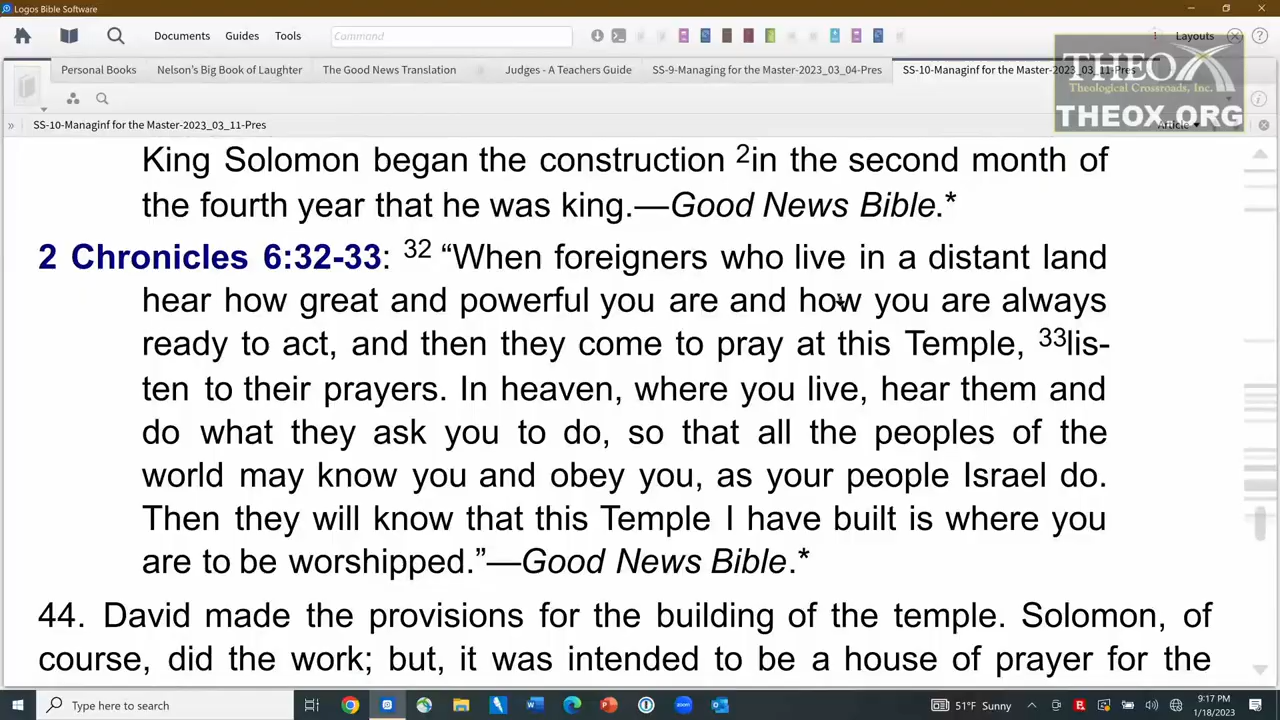 Logos Bible Software
Documents Guides Tools Command Layouts
Personal Books Nelson's Big Book of Laughter Judges - A Teachers Guide SS-9-Managing for the Master-2023_03_04-Pres SS-10-Managinf for the Master-2023_03_11-Pres
THEOX
Theological Crossroads, Inc.
THEOX.ORG
SS-10-Managinf for the Master-2023_03_11-Pres Article
King Solomon began the construction 2in the second month of
the fourth year that he was king.—Good News Bible.*
2 Chronicles 6:32-33: 32 “When foreigners who live in a distant land
hear how great and powerful you are and how you are always
ready to act, and then they come to pray at this Temple, 33lis-
ten to their prayers. In heaven, where you live, hear them and
do what they ask you to do, so that all the peoples of the
world may know you and obey you, as your people Israel do.
Then they will know that this Temple I have built is where you
are to be worshipped.”—Good News Bible.*
44. David made the provisions for the building of the temple. Solomon, of
course, did the work; but, it was intended to be a house of prayer for the
Type here to search 51°F Sunny 9:17 PM
1/18/2023